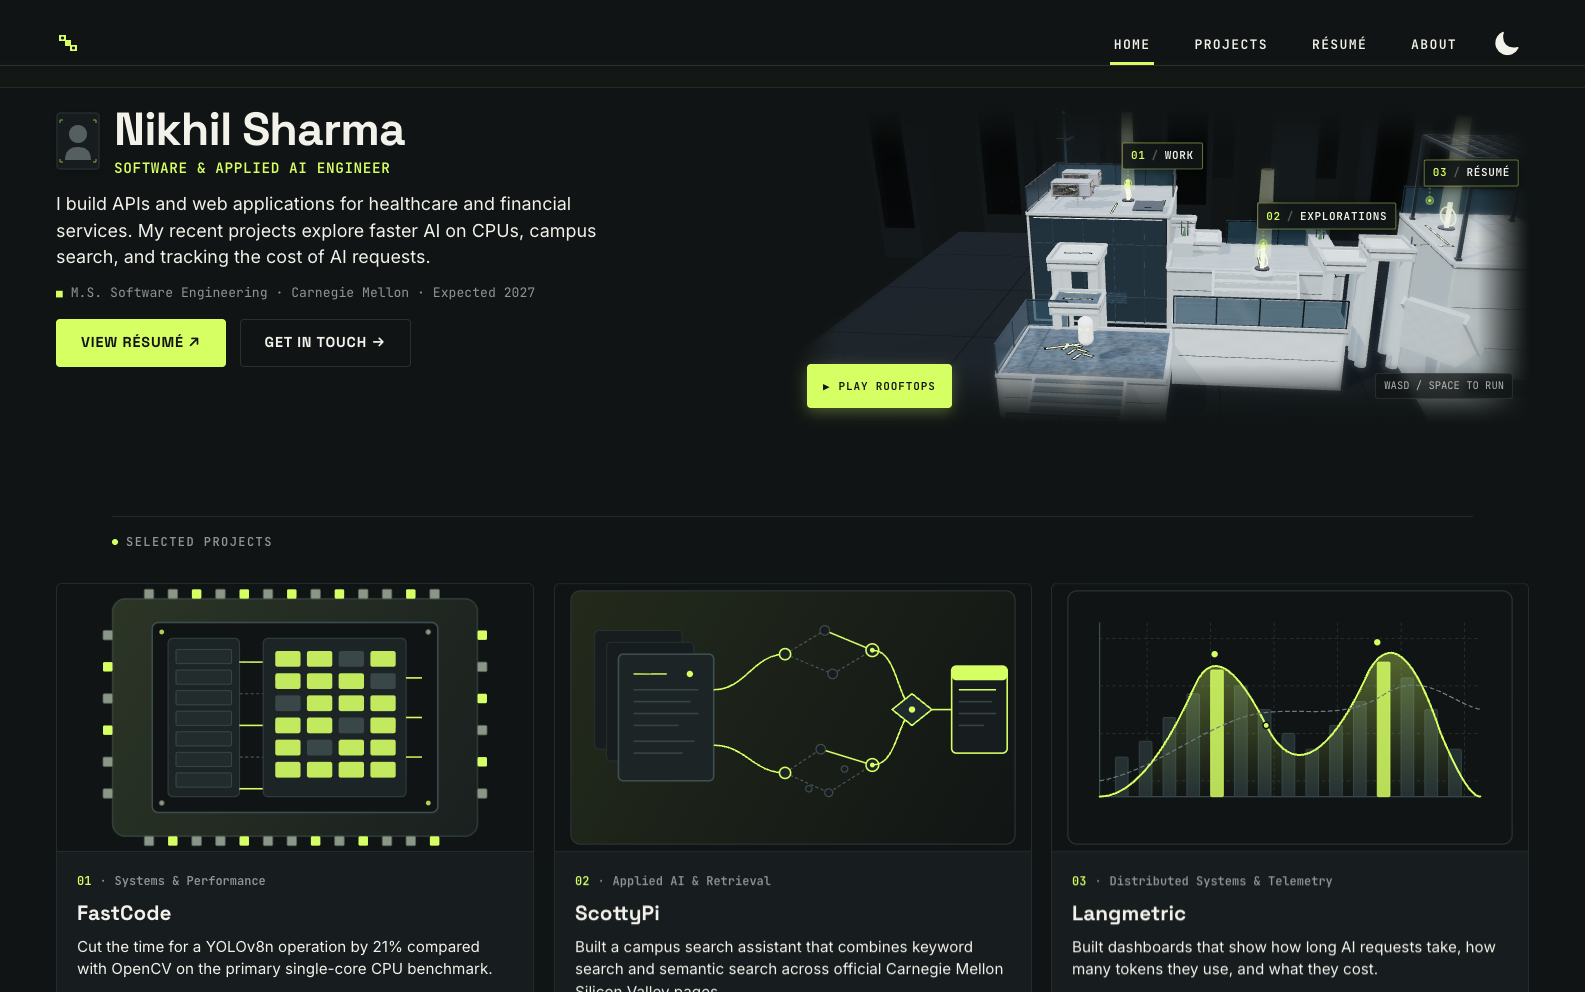 HOME PROJECTS RÉSUMÉ ABOUT
Nikhil Sharma
SOFTWARE & APPLIED AI ENGINEER
I build APIs and web applications for healthcare and financial
services. My recent projects explore faster AI on CPUs, campus
search, and tracking the cost of AI requests.
M.S. Software Engineering · Carnegie Mellon · Expected 2027
VIEW RÉSUMÉ ↗ GET IN TOUCH →
01 / WORK
03 / RÉSUMÉ
02 / EXPLORATIONS
▶ PLAY ROOFTOPS
WASD / SPACE TO RUN
SELECTED PROJECTS
01 · Systems & Performance
FastCode
Cut the time for a YOLOv8n operation by 21% compared
with OpenCV on the primary single-core CPU benchmark.
02 · Applied AI & Retrieval
ScottyPi
Built a campus search assistant that combines keyword
search and semantic search across official Carnegie Mellon
Silicon Valley pages.
03 · Distributed Systems & Telemetry
Langmetric
Built dashboards that show how long AI requests take, how
many tokens they use, and what they cost.